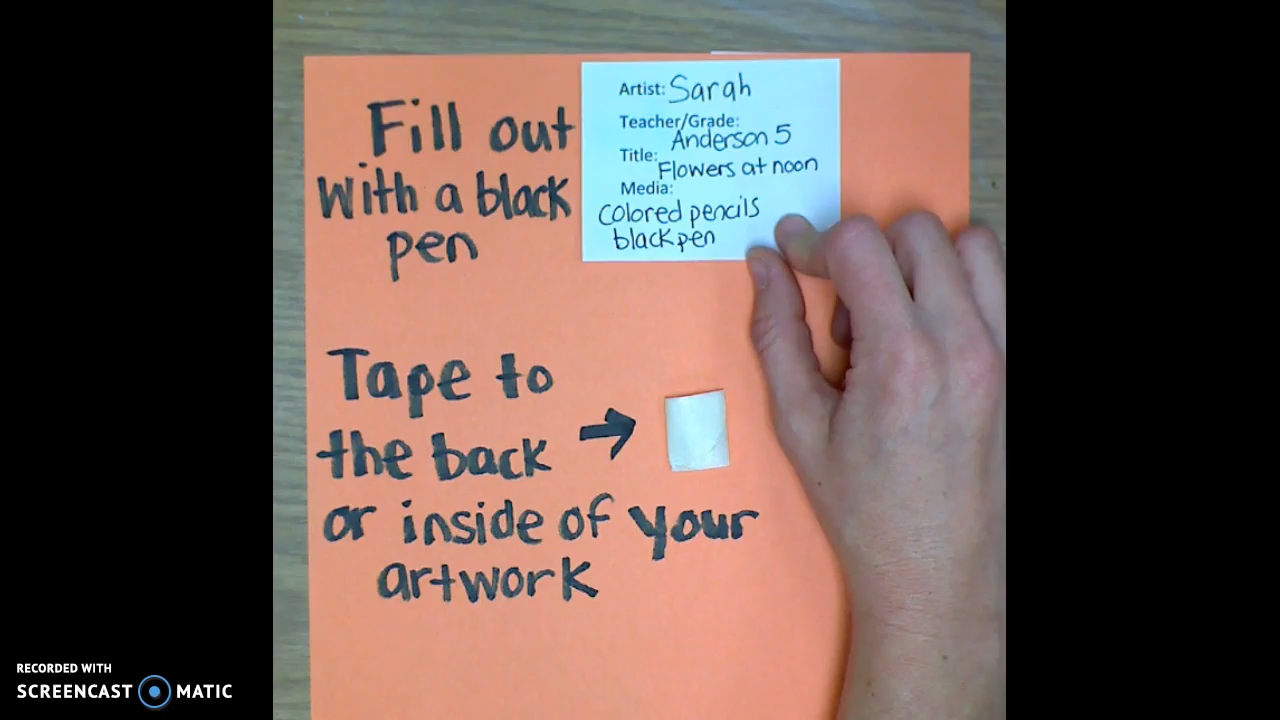 Fill out
with a black
pen
Artist: Sarah
Teacher/Grade:
Anderson 5
Title:
Flowers at noon
Media:
Colored pencils
black pen
Tape to
the back
or inside of your
artwork
RECORDED WITH
SCREENCAST MATIC